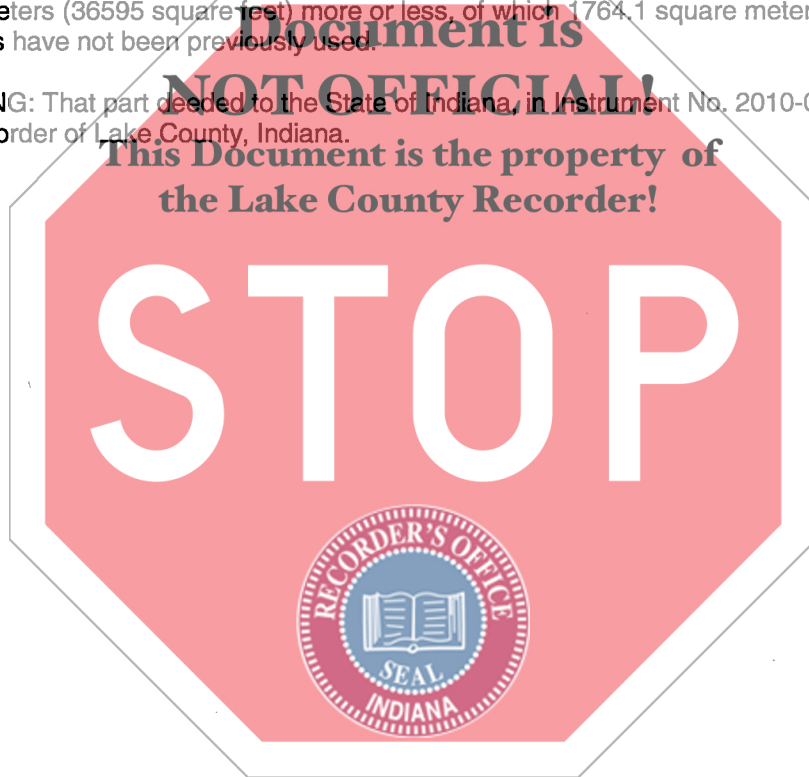 eters (36595 square feet) more or less, of which 1764.1 square meter
s have not been previously used.
Document is
NOT OFFICIAL!
NG: That part deeded to the State of Indiana, in Instrument No. 2010-0
order of Lake County, Indiana.
This Document is the property of
the Lake County Recorder!
STOP
RECORDER'S OFFICE
SEAL
INDIANA